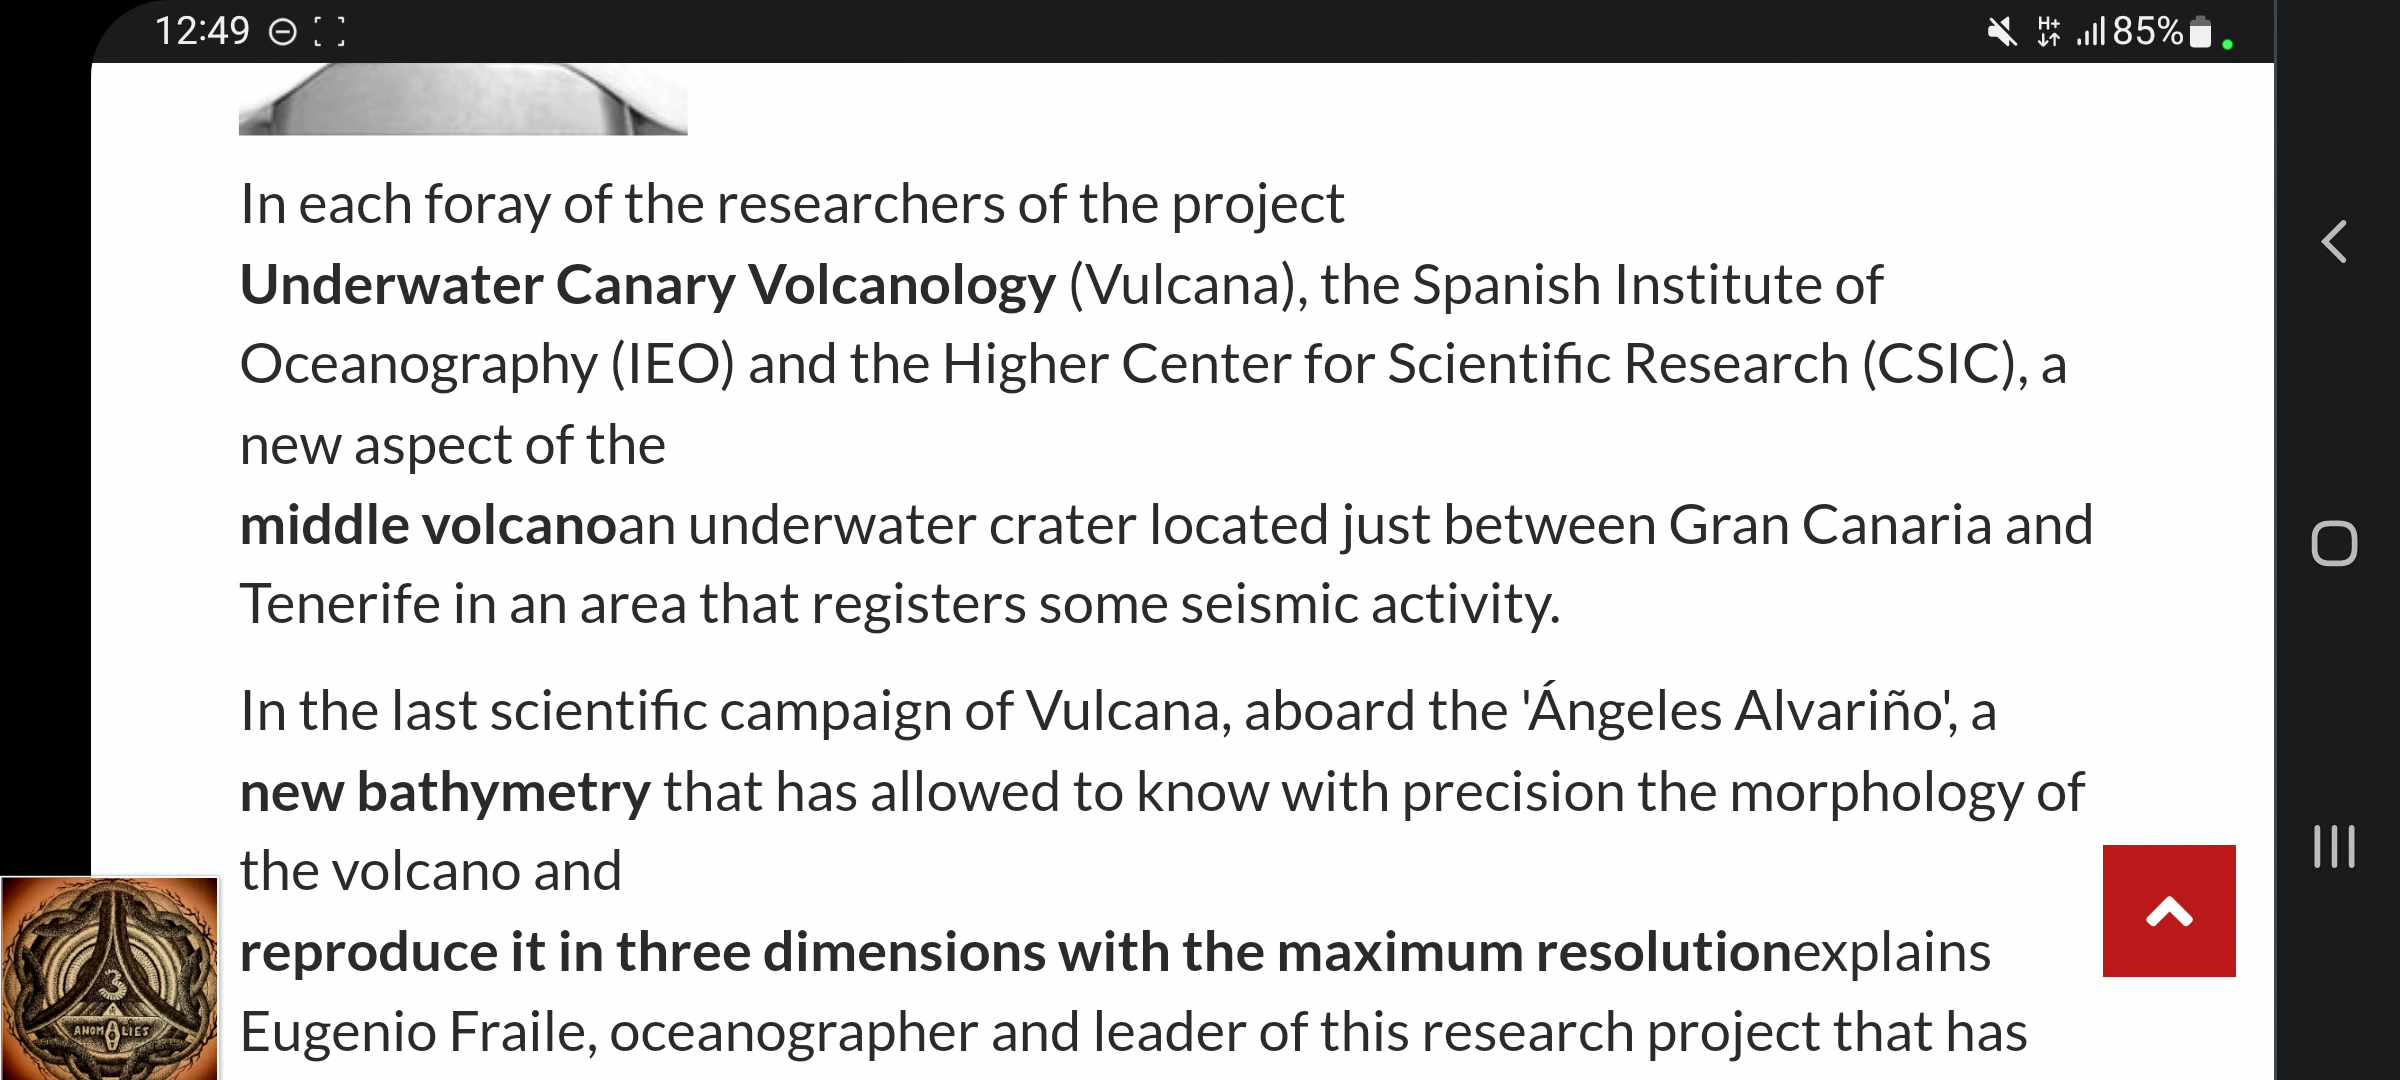 12:49
H+
85%
In each foray of the researchers of the project
Underwater Canary Volcanology (Vulcana), the Spanish Institute of
Oceanography (IEO) and the Higher Center for Scientific Research (CSIC), a
new aspect of the
middle volcanoan underwater crater located just between Gran Canaria and
Tenerife in an area that registers some seismic activity.
In the last scientific campaign of Vulcana, aboard the 'Ángeles Alvariño', a
new bathymetry that has allowed to know with precision the morphology of
the volcano and
reproduce it in three dimensions with the maximum resolutionexplains
Eugenio Fraile, oceanographer and leader of this research project that has
3
ANOMALIES